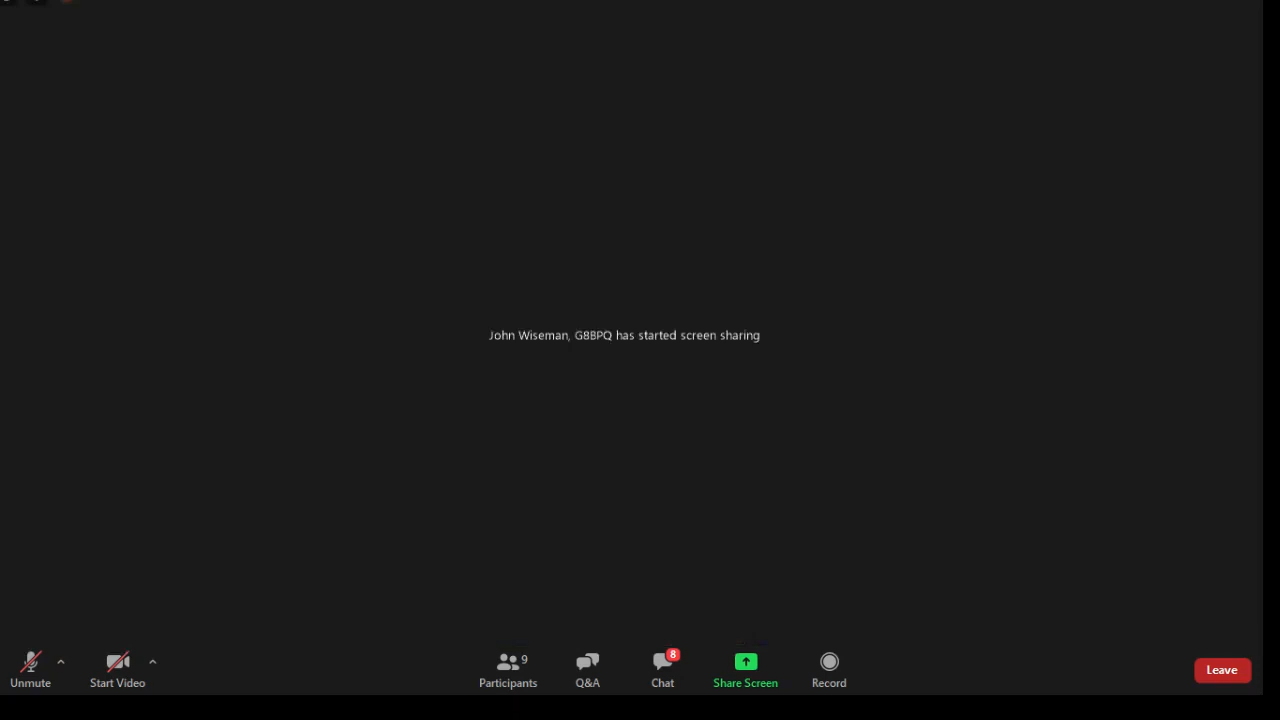 John Wiseman, G8BPQ has started screen sharing
9
8
Unmute
Start Video
Participants
Q&A
Chat
Share Screen
Record
Leave